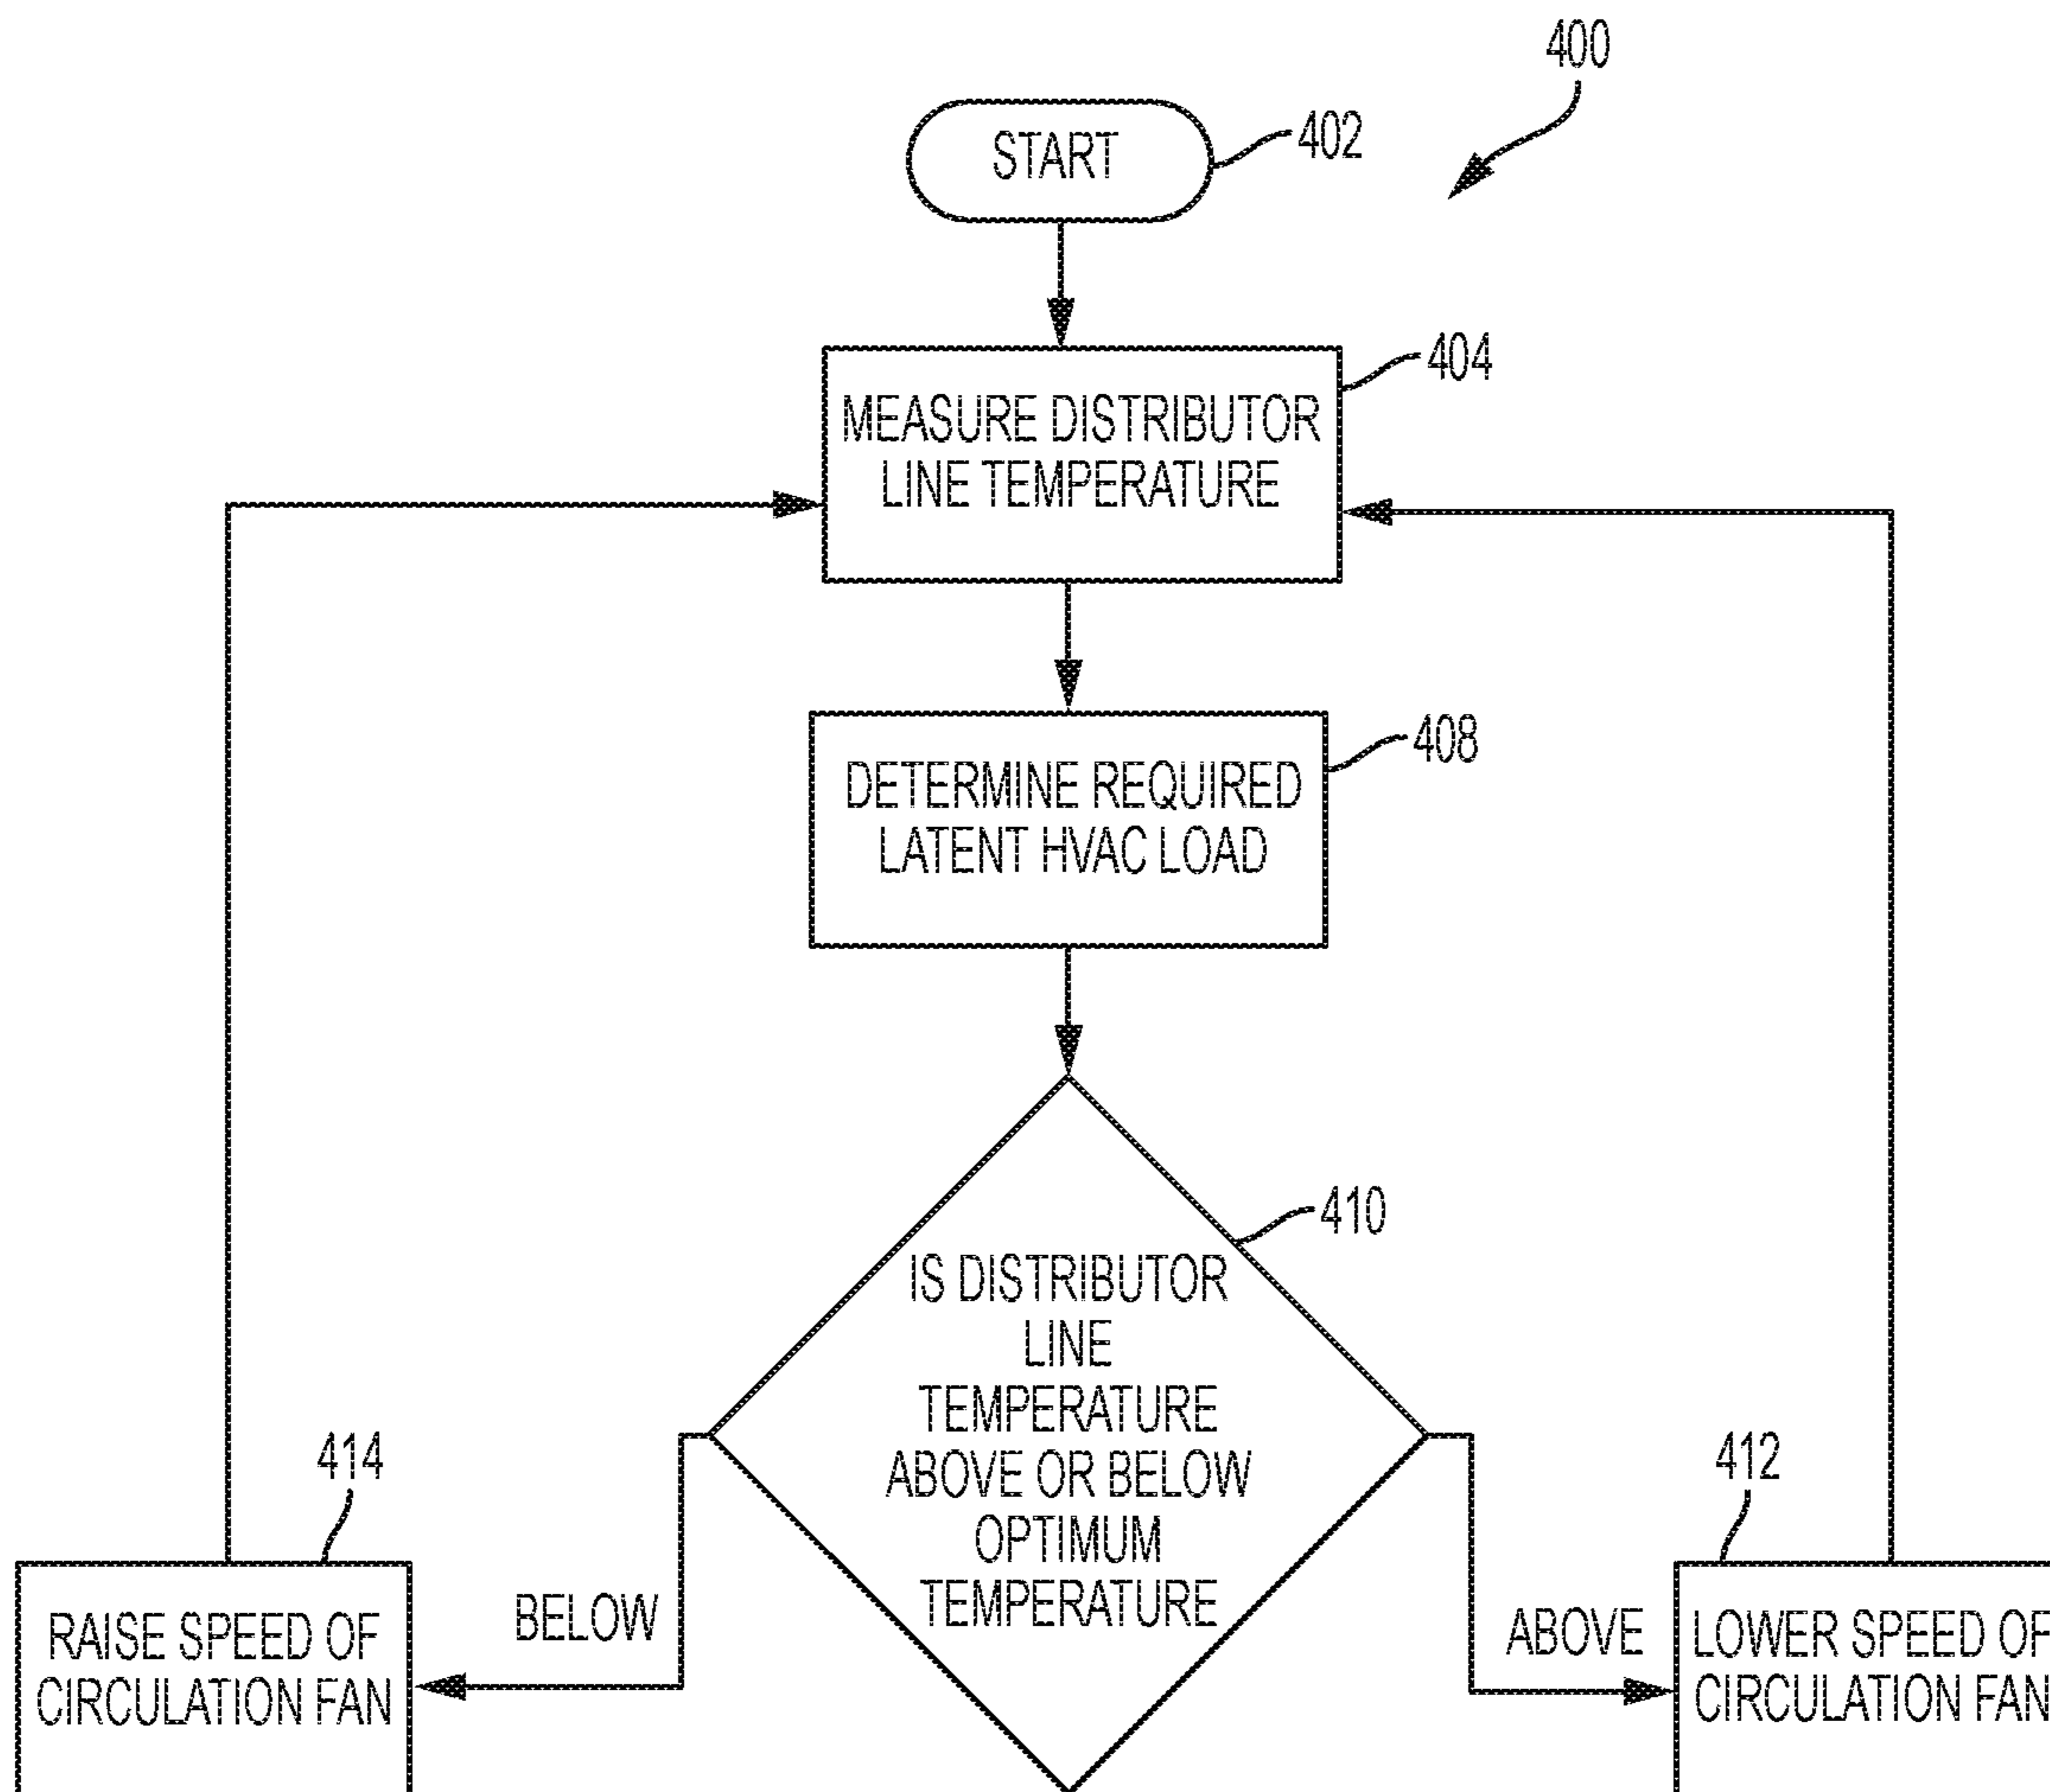 400
START
402
MEASURE DISTRIBUTOR
LINE TEMPERATURE
404
DETERMINE REQUIRED
LATENT HVAC LOAD
408
IS DISTRIBUTOR
LINE
TEMPERATURE
ABOVE OR BELOW
OPTIMUM
TEMPERATURE
410
414
RAISE SPEED OF
CIRCULATION FAN
BELOW
ABOVE
412
LOWER SPEED OF
CIRCULATION FAN